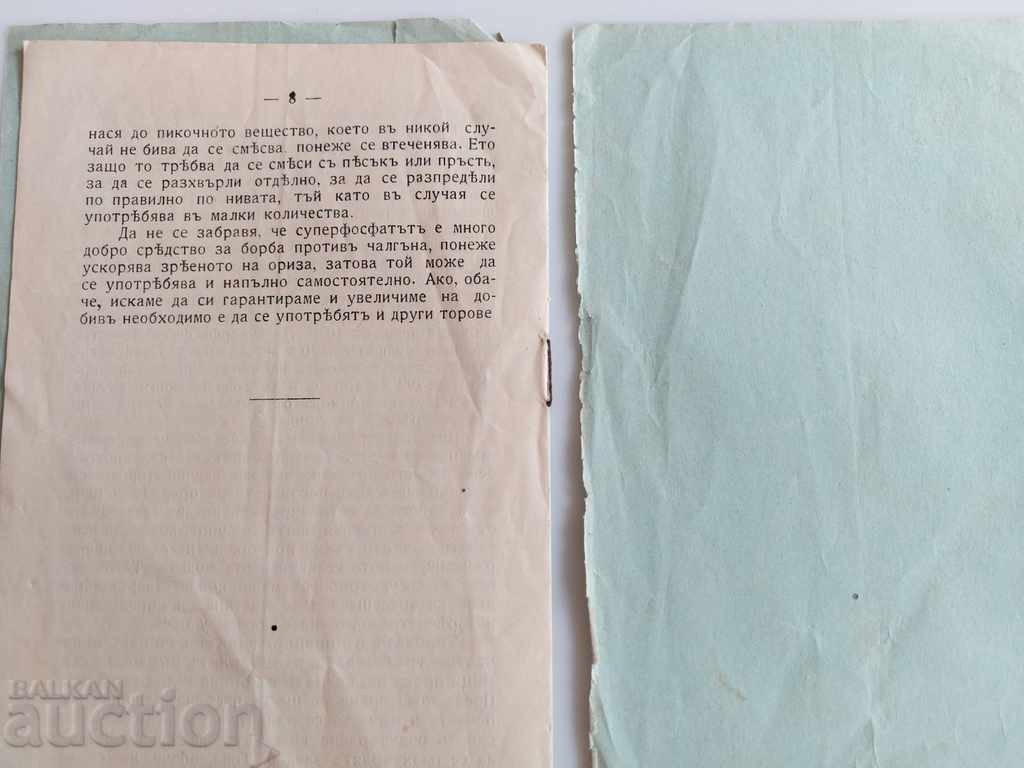 — 8 —
нася до пикочното вещество, което въ никой слу-
чай не бива да се смѣсва, понеже се втеченява. Ето
защо то трѣбва да се смѣси съ пѣсъкъ или пръсть,
за да се разхвърли отдѣлно, за да се разпредѣли
по правилно по нивата, тъй като въ случая се
употрѣбява въ малки количества.
Да не се забравя, че суперфосфатътъ е много
добро срѣдство за борба противъ чалгъна, понеже
ускорява зрѣеното на ориза, затова той може да
се употрѣбява и напълно самостоятелно. Ако, оба-
че, искаме да си гарантираме и увеличиме на до-
бивъ необходимо е да се употрѣбятъ и други торове
BALKAN
auction